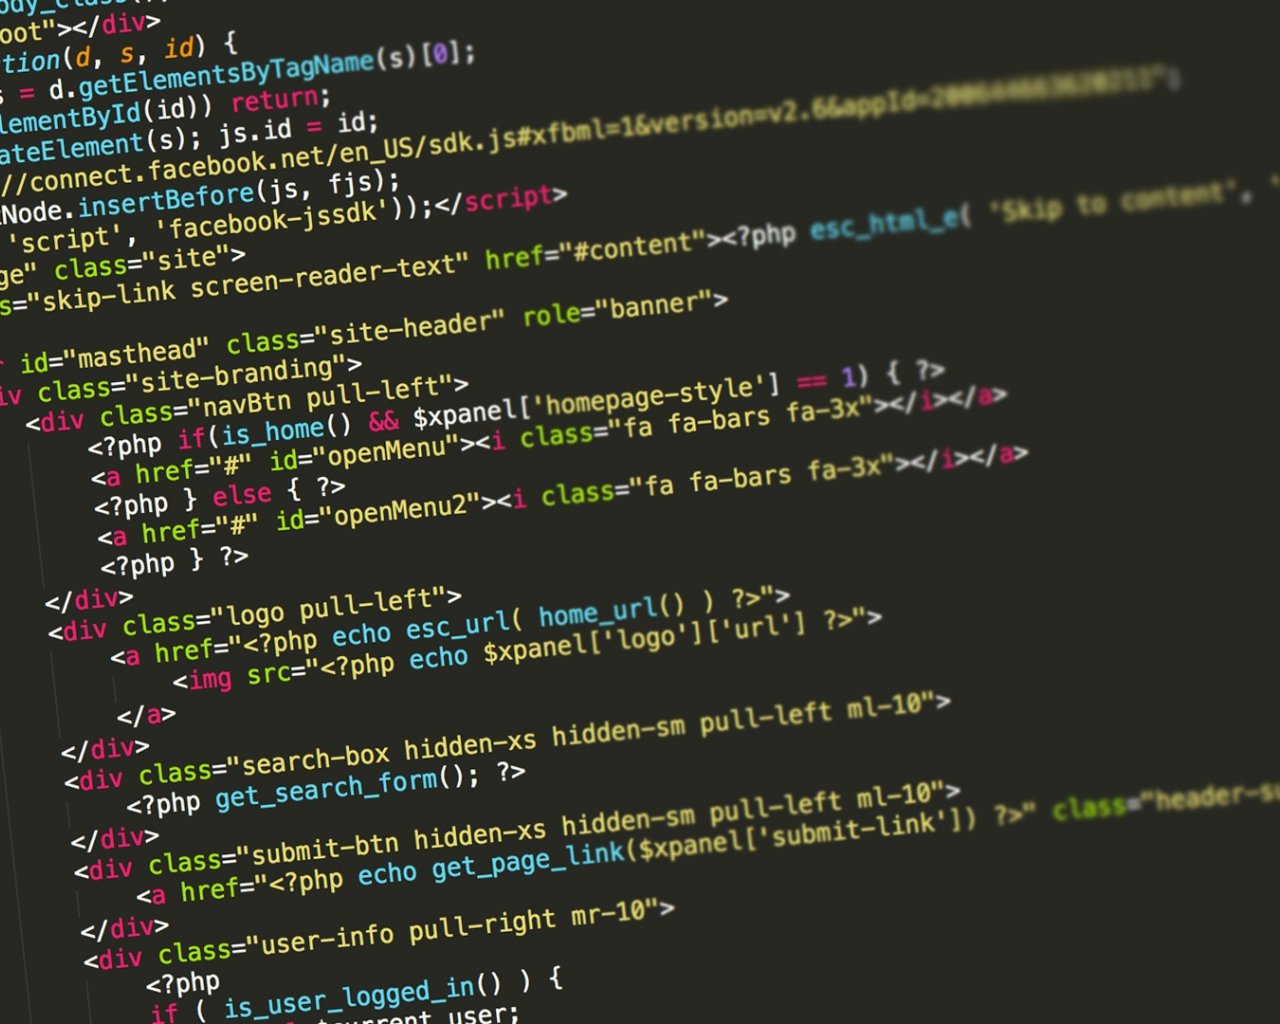 ody_class();
oot"></div>
ction(d, s, id) {
s = d.getElementsByTagName(s)[0];
lementById(id)) return;
ateElement(s); js.id = id;
//connect.facebook.net/en_US/sdk.js#xfbml=1&version=v2.6&appId=
tNode.insertBefore(js, fjs);
'script', 'facebook-jssdk'));</script>
ge" class="site">
s="skip-link screen-reader-text" href="#content"><?php esc_html_e( 'Skip to content', '
r id="masthead" class="site-header" role="banner">
iv class="site-branding">
<div class="navBtn pull-left">
<?php if(is_home() && $xpanel['homepage-style'] == 1) { ?>
<a href="#" id="openMenu"><i class="fa fa-bars fa-3x"></i></a>
<?php } else { ?>
<a href="#" id="openMenu2"><i class="fa fa-bars fa-3x"></i></a>
<?php } ?>
</div>
<div class="logo pull-left">
<a href="<?php echo esc_url( home_url() ) ?>">
<img src="<?php echo $xpanel['logo']['url'] ?>">
</a>
</div>
<div class="search-box hidden-xs hidden-sm pull-left ml-10">
<?php get_search_form(); ?>
</div>
<div class="submit-btn hidden-xs hidden-sm pull-left ml-10">
<a href="<?php echo get_page_link($xpanel['submit-link']) ?>" class="header-su
</div>
<div class="user-info pull-right mr-10">
<?php
if ( is_user_logged_in() ) {
$current_user;